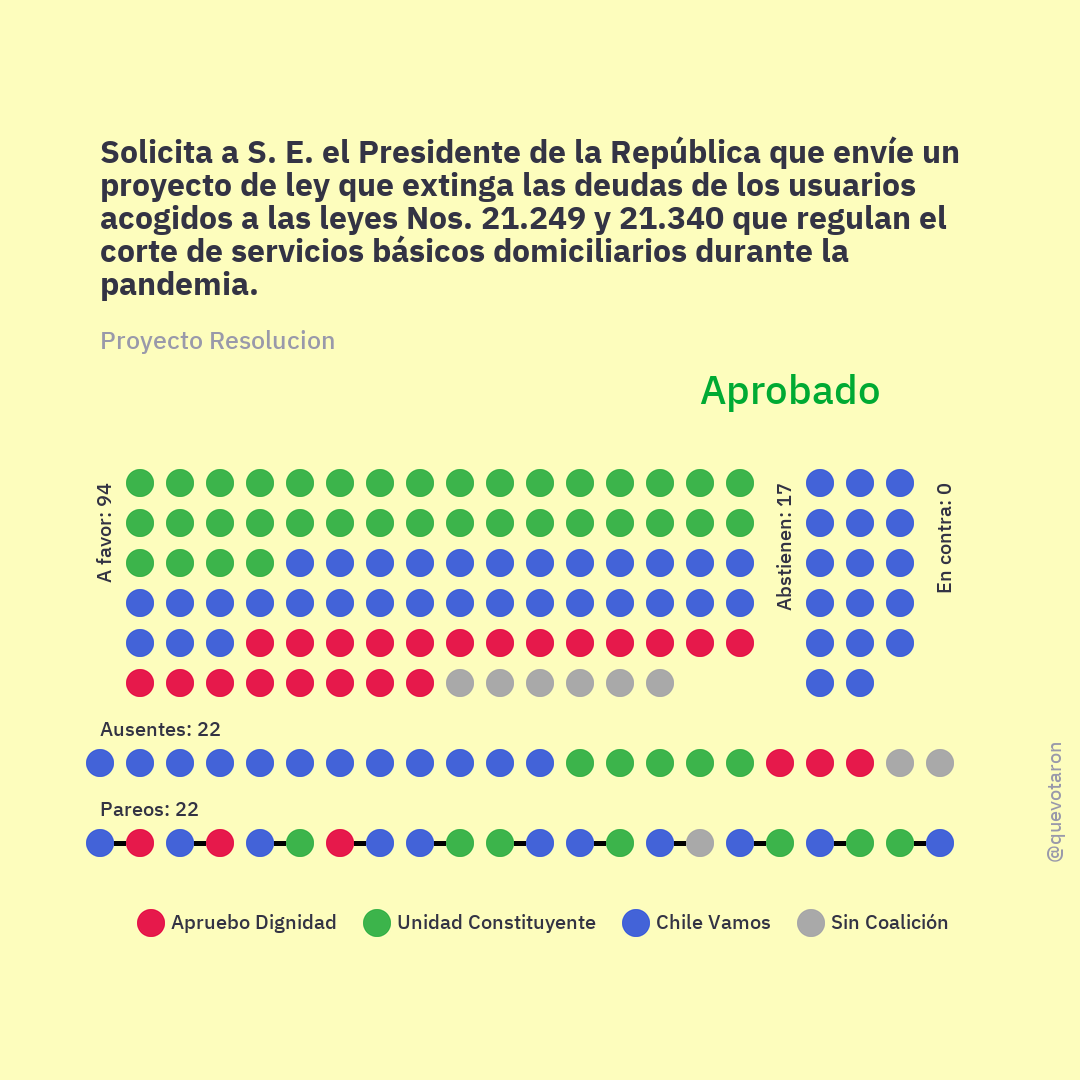 Solicita a S. E. el Presidente de la República que envíe un
proyecto de ley que extinga las deudas de los usuarios
acogidos a las leyes Nos. 21.249 y 21.340 que regulan el
corte de servicios básicos domiciliarios durante la
pandemia.
Proyecto Resolucion
Aprobado
A favor: 94
Abstienen: 17
En contra: 0
Ausentes: 22
Pareos: 22
@quevotaron
Apruebo Dignidad
Unidad Constituyente
Chile Vamos
Sin Coalición